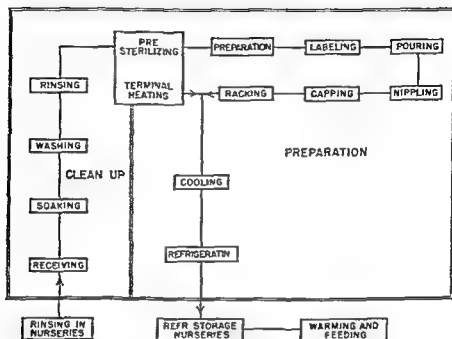 PRE
STERILIZING
PREPARATION
LABELING
POURING
RINSING
TERMINAL
HEATING
RACKING
CAPPING
NIPPLING
WASHING
PREPARATION
CLEAN UP
COOLING
SOAKING
REFRIGERATIN
RECEIVING
RINSING IN
NURSERIES
REFR STORAGE
NURSERIES
WARMING AND
FEEDING